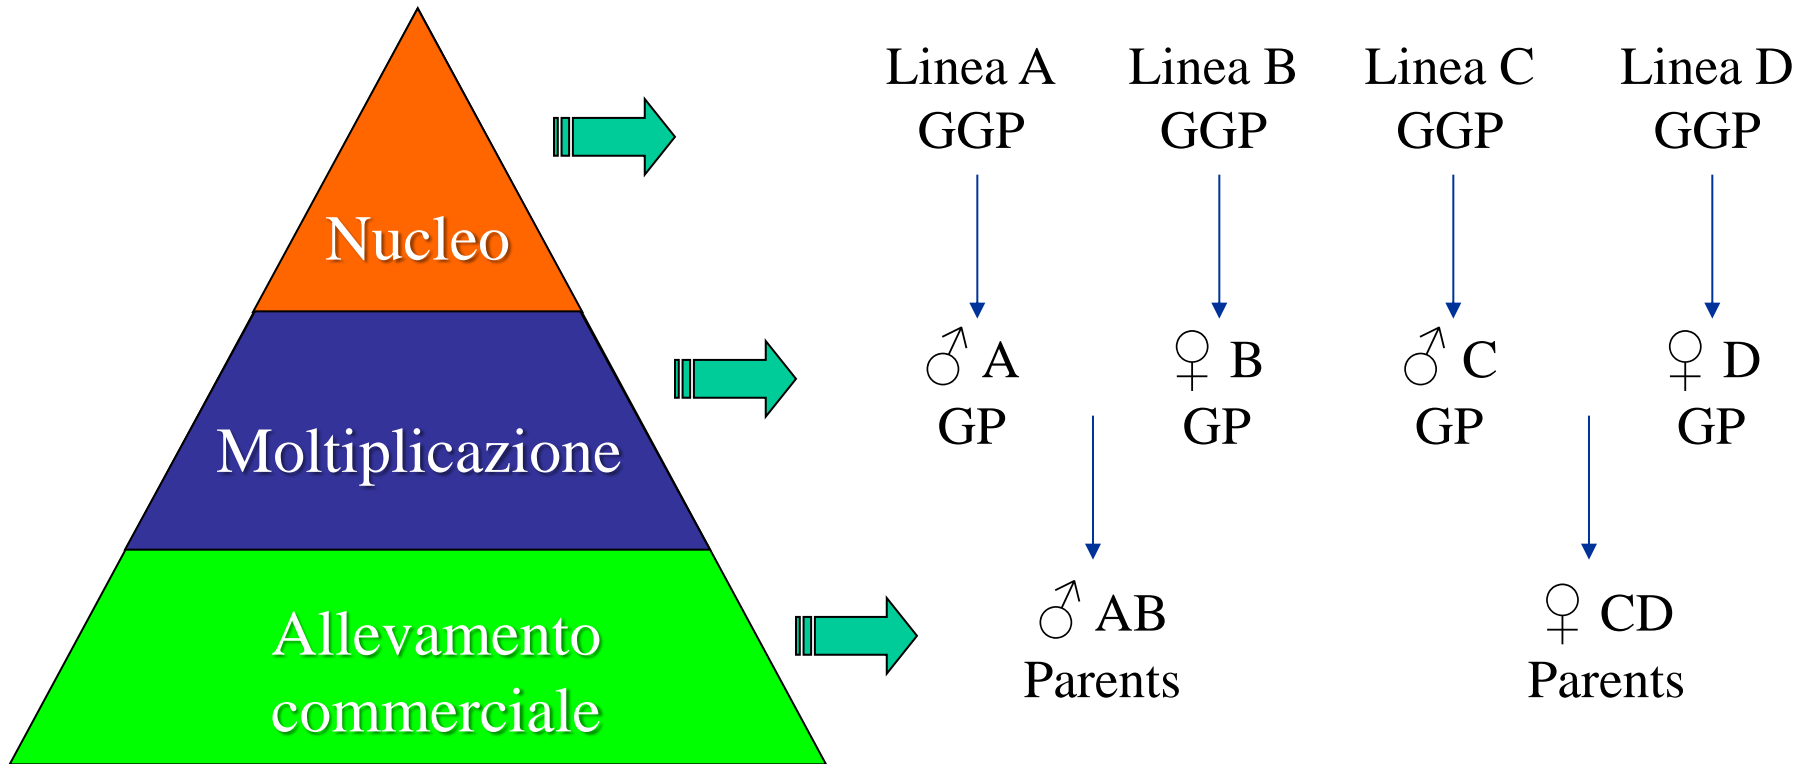 Nucleo
Moltiplicazione
Allevamento
commerciale
Linea A Linea B Linea C Linea D
GGP GGP GGP GGP
♂ A ♀ B ♂ C ♀ D
GP GP GP GP
♂ AB ♀ CD
Parents Parents